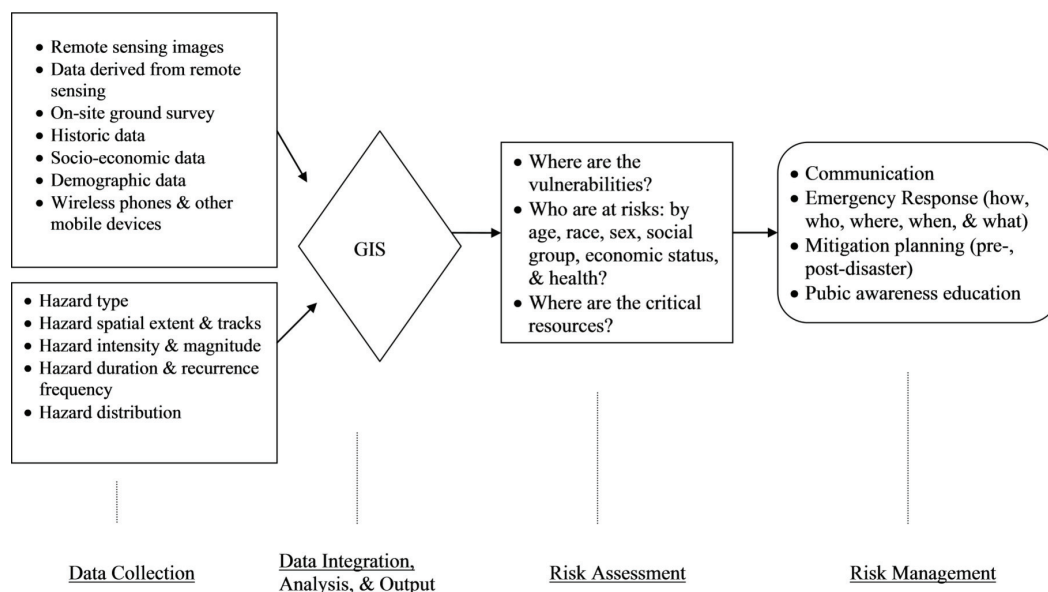 ● Remote sensing images
● Data derived from remote
sensing
● On-site ground survey
● Historic data
● Socio-economic data
● Demographic data
● Wireless phones & other
mobile devices
● Hazard type
● Hazard spatial extent & tracks
● Hazard intensity & magnitude
● Hazard duration & recurrence
frequency
● Hazard distribution
GIS
● Where are the
vulnerabilities?
● Who are at risks: by
age, race, sex, social
group, economic status,
& health?
● Where are the critical
resources?
● Communication
● Emergency Response (how,
who, where, when, & what)
● Mitigation planning (pre-,
post-disaster)
● Pubic awareness education
Data Collection
Data Integration,
Analysis, & Output
Risk Assessment
Risk Management